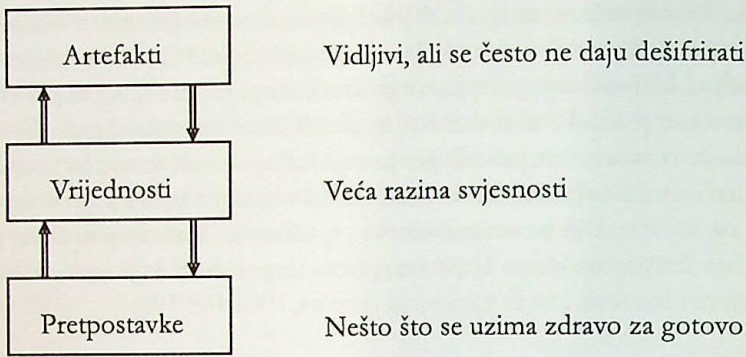 Artefakti Vidljivi, ali se često ne daju dešifrirati
Vrijednosti Veća razina svjesnosti
Pretpostavke Nešto što se uzima zdravo za gotovo